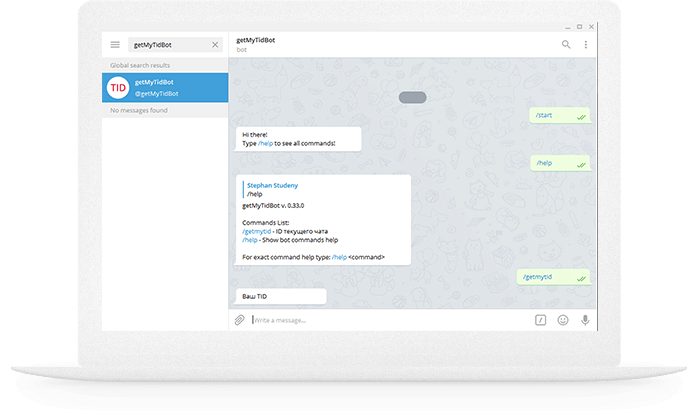 getMyTidBot
Global search results
TID
getMyTidBot
@getMyTidBot
No messages found
getMyTidBot
bot
/start
Hi there!
Type /help to see all commands!
/help
Stephan Studeny
/help
getMyTidBot v. 0.33.0
Commands List:
/getmytid - ID текущего чата
/help - Show bot commands help
For exact command help type: /help <command>
/getmytid
Ваш TID
Write a message...